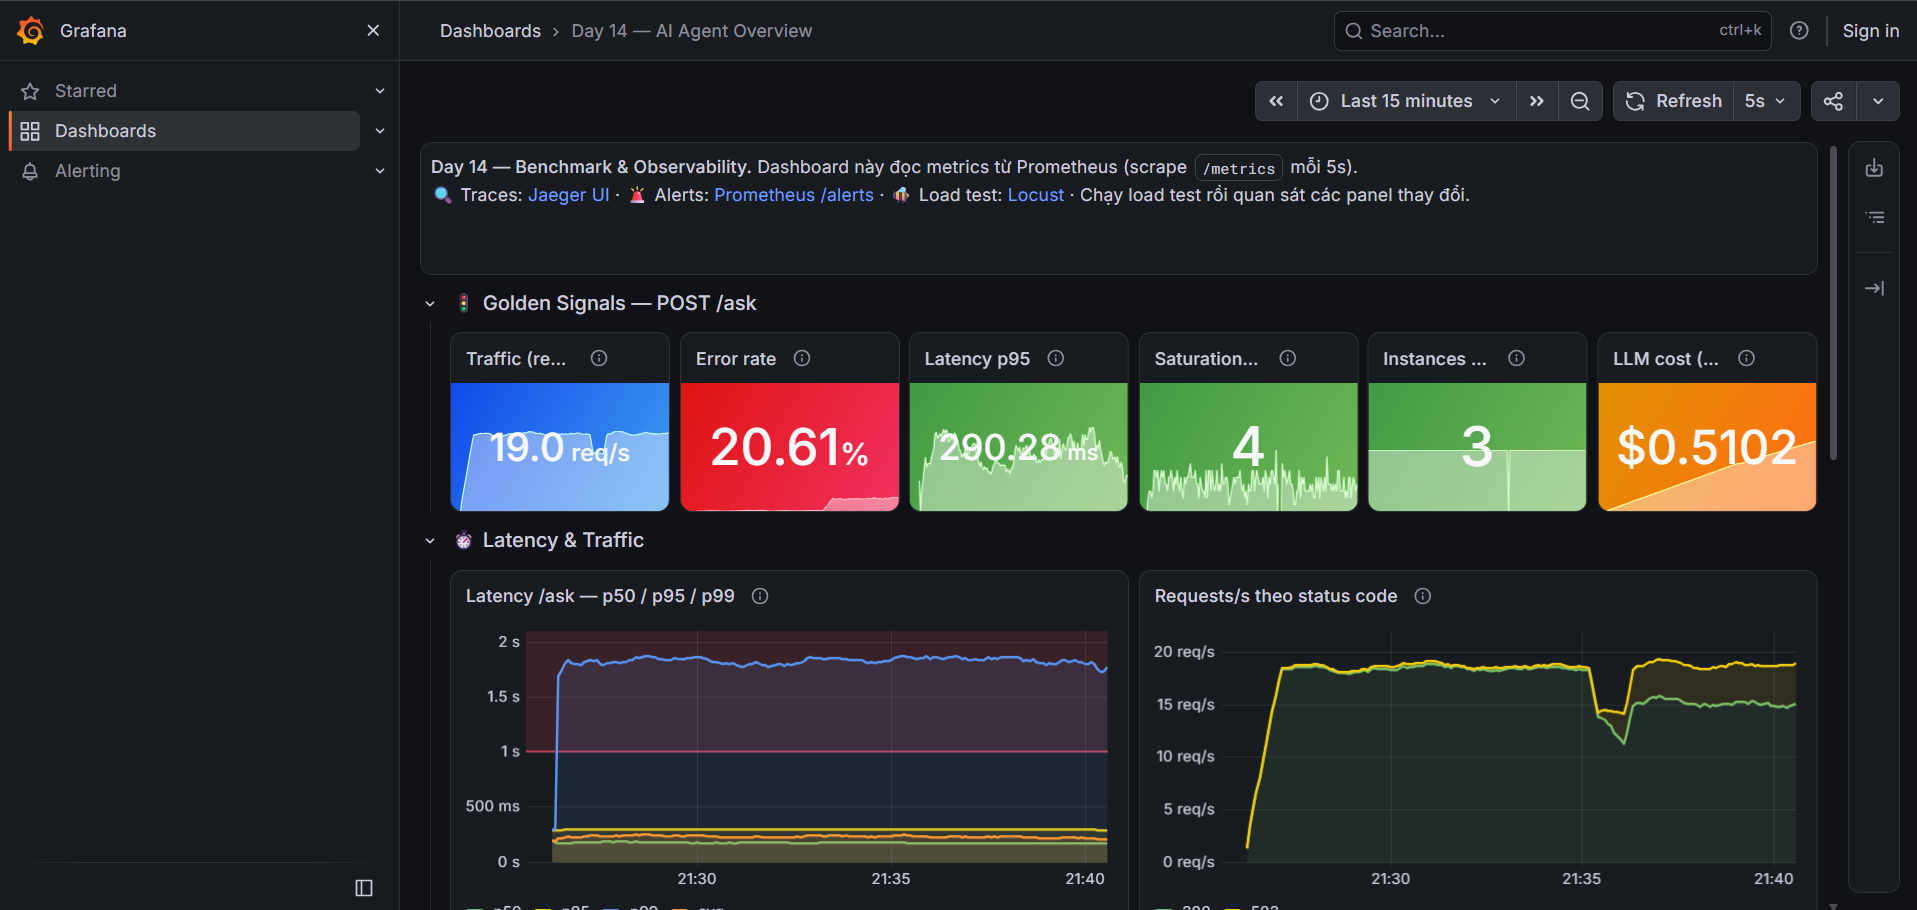 Grafana
Dashboards › Day 14 — AI Agent Overview
Search...
ctrl+k
Sign in
Starred
Dashboards
Alerting
Last 15 minutes
Refresh
5s
Day 14 — Benchmark & Observability. Dashboard này đọc metrics từ Prometheus (scrape /metrics mỗi 5s).
Traces: Jaeger UI · Alerts: Prometheus /alerts · Load test: Locust · Chạy load test rồi quan sát các panel thay đổi.
Golden Signals — POST /ask
Traffic (re...
19.0 req/s
Error rate
20.61%
Latency p95
290.28 ms
Saturation...
4
Instances ...
3
LLM cost (...
$0.5102
Latency & Traffic
Latency /ask — p50 / p95 / p99
2 s
1.5 s
1 s
500 ms
0 s
21:30
21:35
21:40
Requests/s theo status code
20 req/s
15 req/s
10 req/s
5 req/s
0 req/s
21:30
21:35
21:40